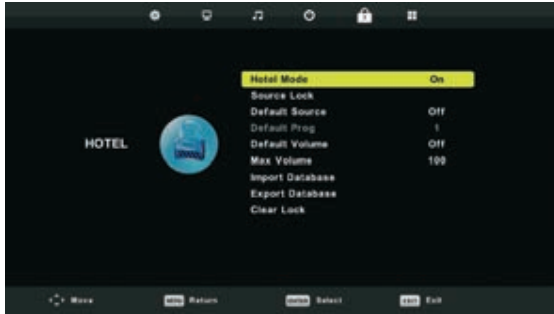 Hotel Mode On
Source Lock
Default Source Off
Default Prog 1
HOTEL
Default Volume Off
Max Volume 100
Import Database
Export Database
Clear Lock
Move
MENU Return
ENTER Select
EXIT Exit